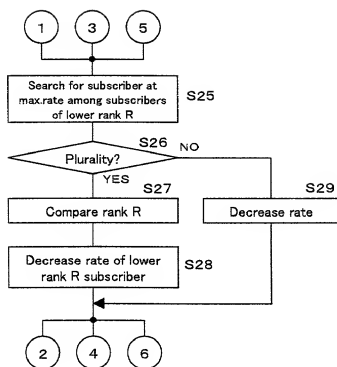 1 3 5
Search for subscriber at
max.rate among subscribers
of lower rank R
S25
S26
Plurality?
NO
YES
S27
Compare rank R
S29
Decrease rate
Decrease rate of lower
rank R subscriber
S28
2 4 6